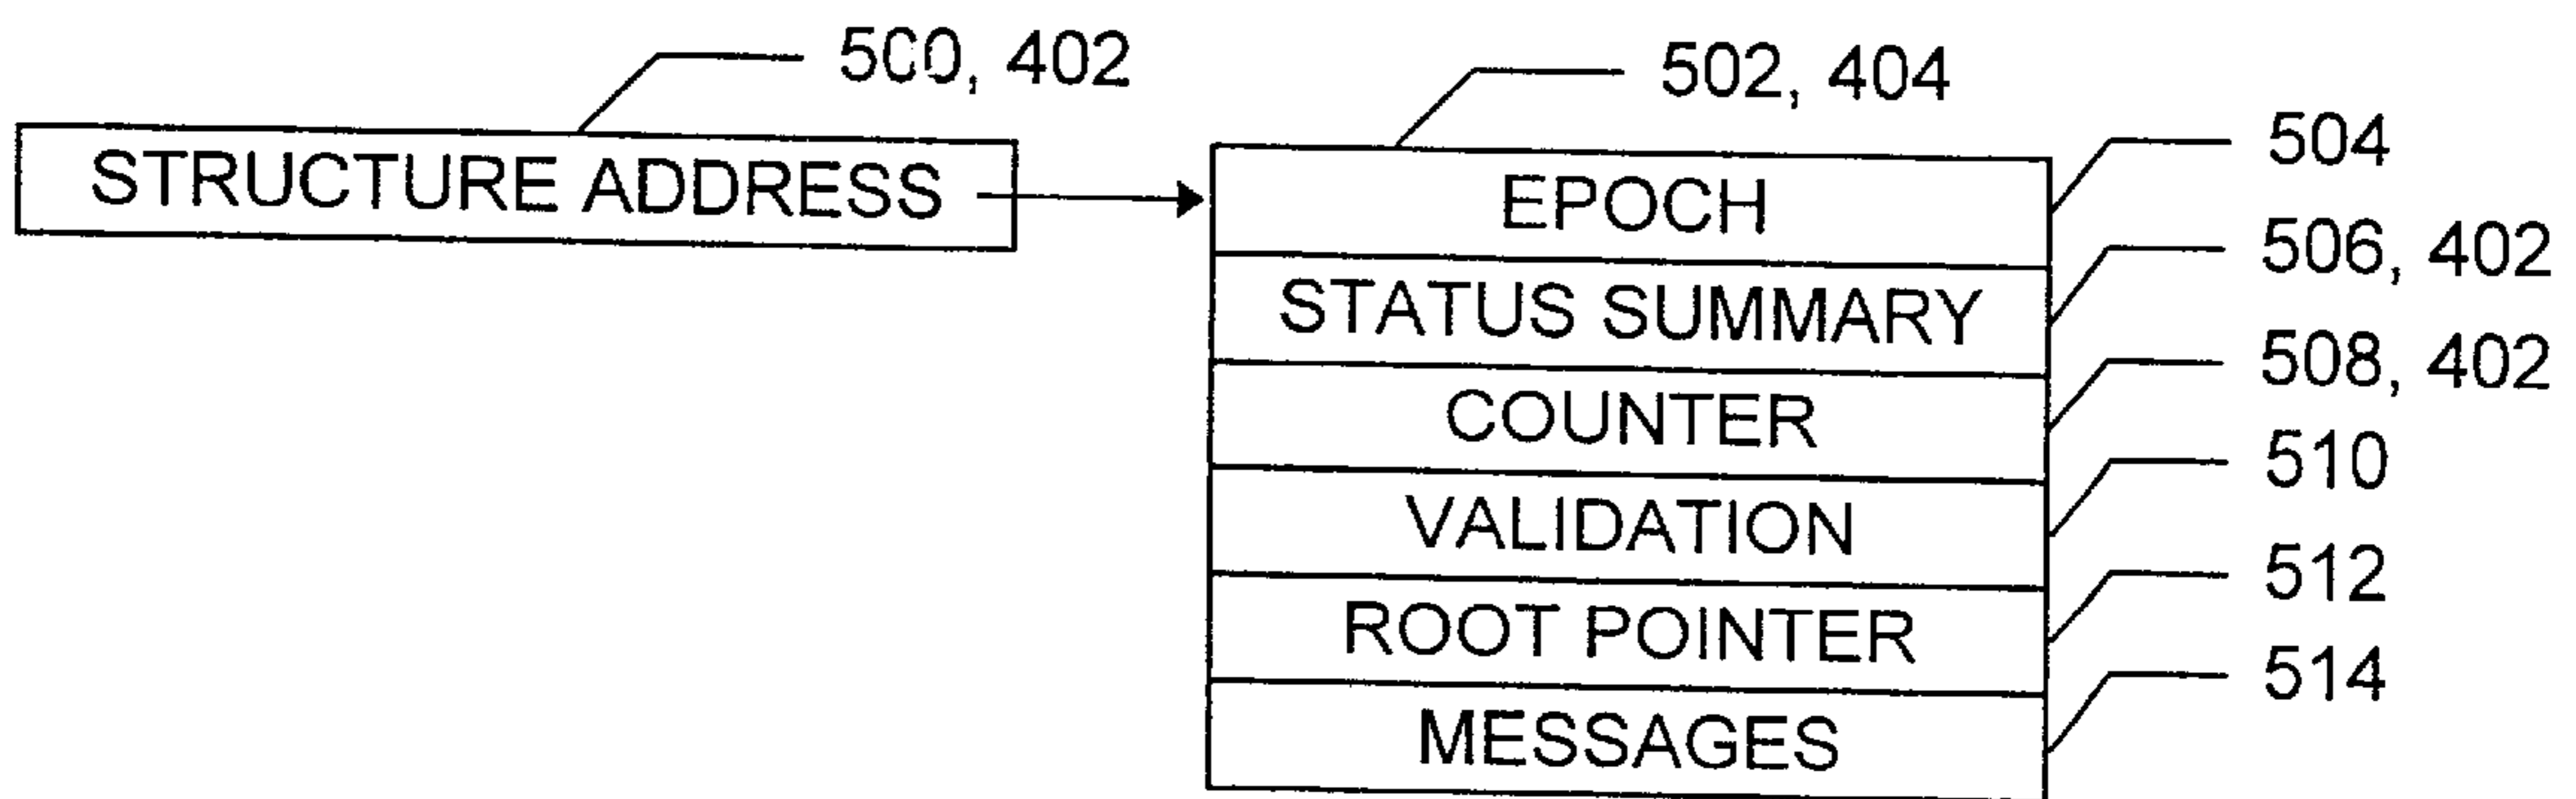 500, 402
502, 404
STRUCTURE ADDRESS
EPOCH
504
STATUS SUMMARY
506, 402
COUNTER
508, 402
VALIDATION
510
ROOT POINTER
512
MESSAGES
514